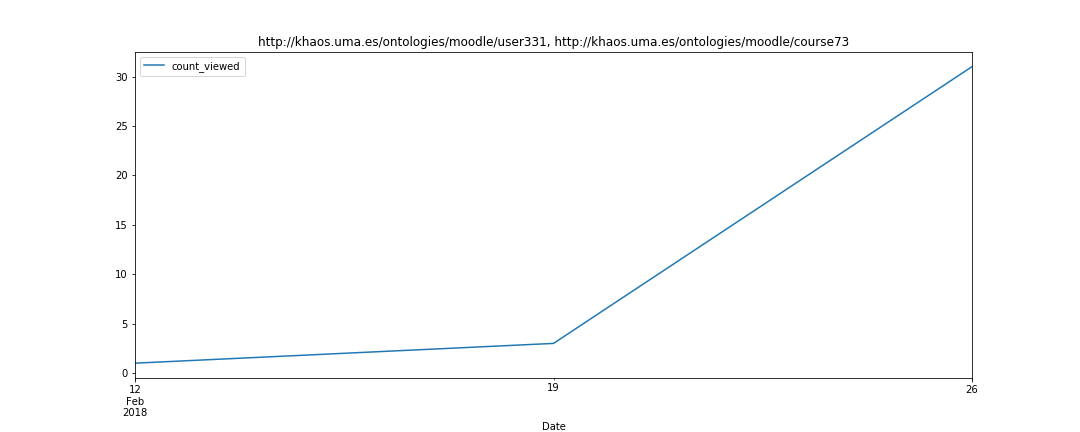 http://khaos.uma.es/ontologies/moodle/user331, http://khaos.uma.es/ontologies/moodle/course73
count_viewed
30
25
20
15
10
5
0
12 19 26
Feb
2018
Date